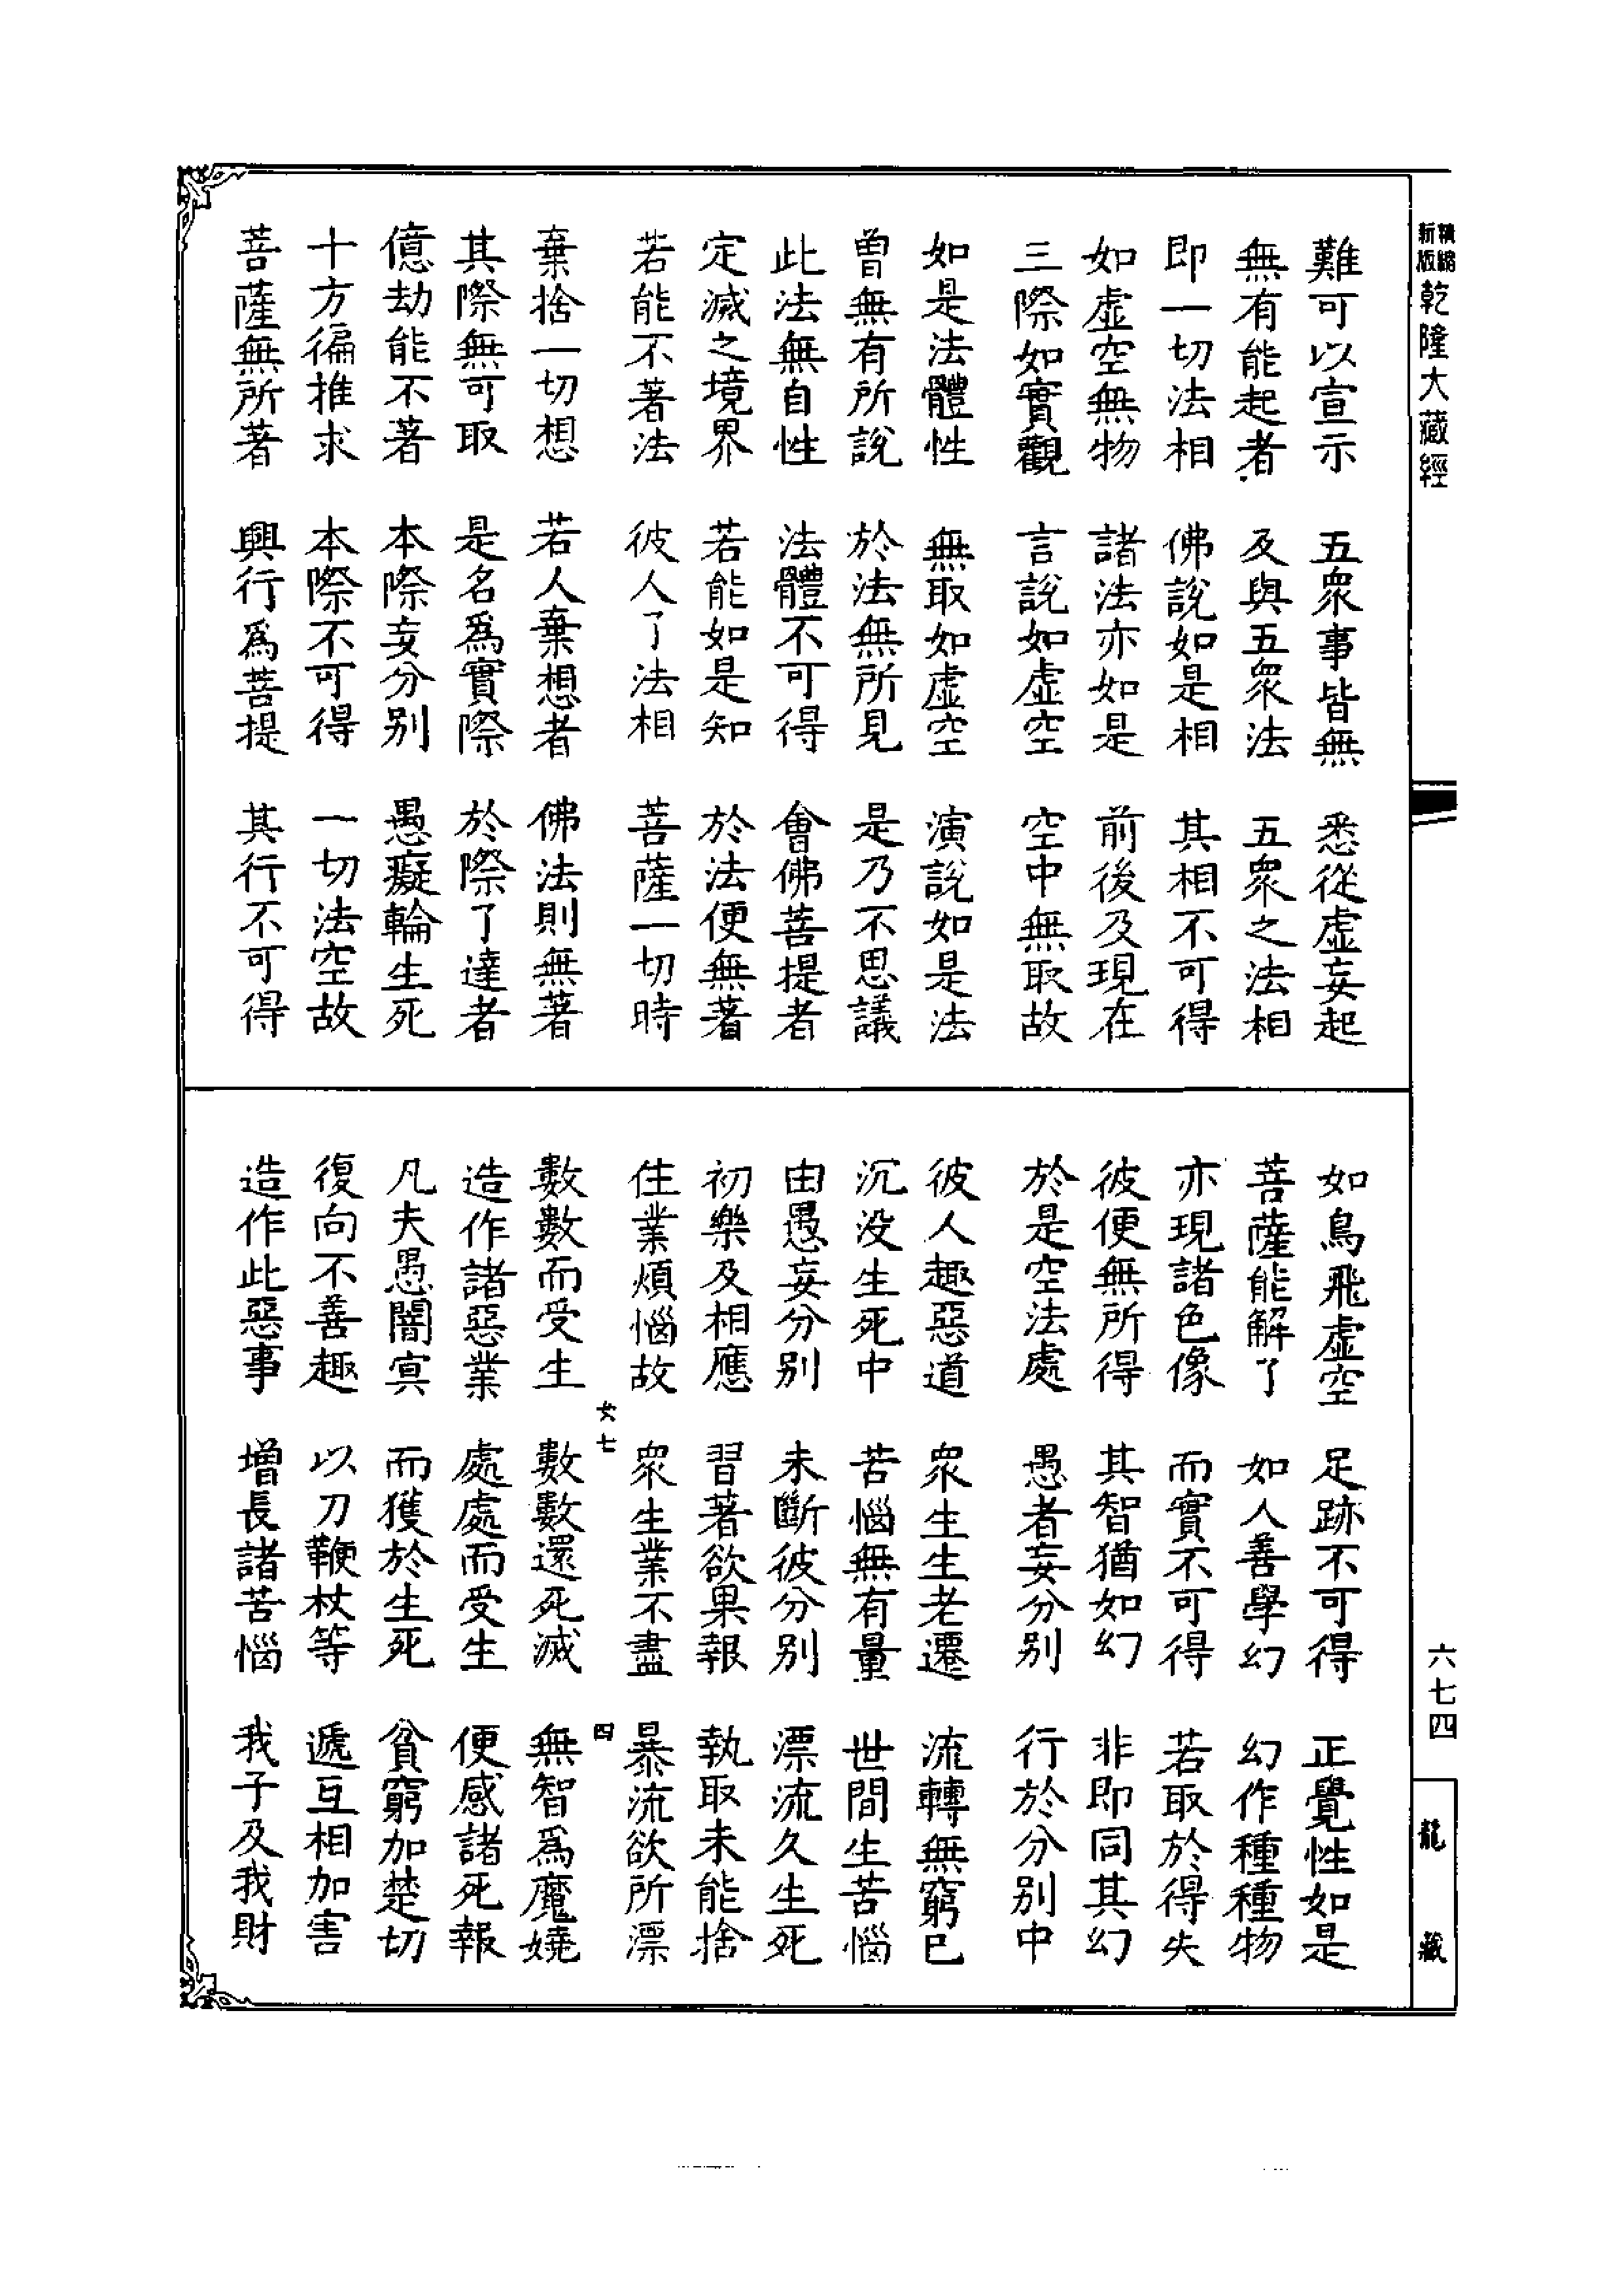 精縮新版乾隆大藏經
難可以宣示 五眾事皆無 悉從虛妄起
無有能起者 及與五眾法 五眾之法相
即一切法相 佛說如是相 其相不可得
如虛空無物 諸法亦如是 前後及現在
三際如實觀 言說如虛空 空中無取故
如是法體性 無取如虛空 演說如是法
曾無有所說 於法無所見 是乃不思議
此法無自性 法體不可得 會佛菩提者
定滅之境界 若能如是知 於法便無著
若能不著法 彼人了法相 菩薩一切時
棄捨一切想 若人棄想者 佛法則無著
其際無可取 是名為實際 於際了達者
億劫能不著 本際妄分別 愚癡輪生死
十方徧推求 本際不可得 一切法空故
菩薩無所著 興行為菩提 其行不可得
如鳥飛虛空 足跡不可得 正覺性如是
菩薩能解了 如人善學幻 幻作種種物
亦現諸色像 而實不可得 若取於得失
彼便無所得 其智猶如幻 非即同其幻
於是空法處 愚者妄分別 行於分別中
彼人趣惡道 眾生生老遷 流轉無窮已
沉没生死中 苦惱無有量 世間生苦惱
由愚妄分別 未斷彼分別 漂流久生死
初樂及相應 習著欲果報 執取未能捨
住業煩惱故 眾生業不盡 暴流欲所漂
女七 四
數數而受生 數數還死滅 無智為魔嬈
造作諸惡業 處處而受生 便感諸死報
凡夫愚闇㝠 而獲於生死 貧窮加楚切
復向不善趣 以刀鞭杖等 遞互相加害
造作此惡事 增長諸苦惱 我子及我財
六七四
龍藏